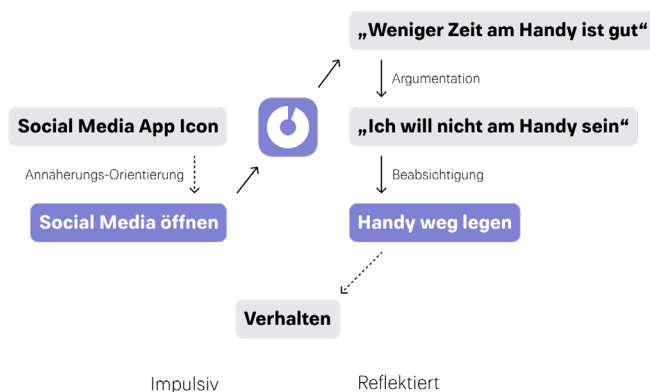 „Weniger Zeit am Handy ist gut“
Argumentation
Social Media App Icon
„Ich will nicht am Handy sein“
Annäherungs-Orientierung
Beabsichtigung
Social Media öffnen
Handy weg legen
Verhalten
Impulsiv
Reflektiert